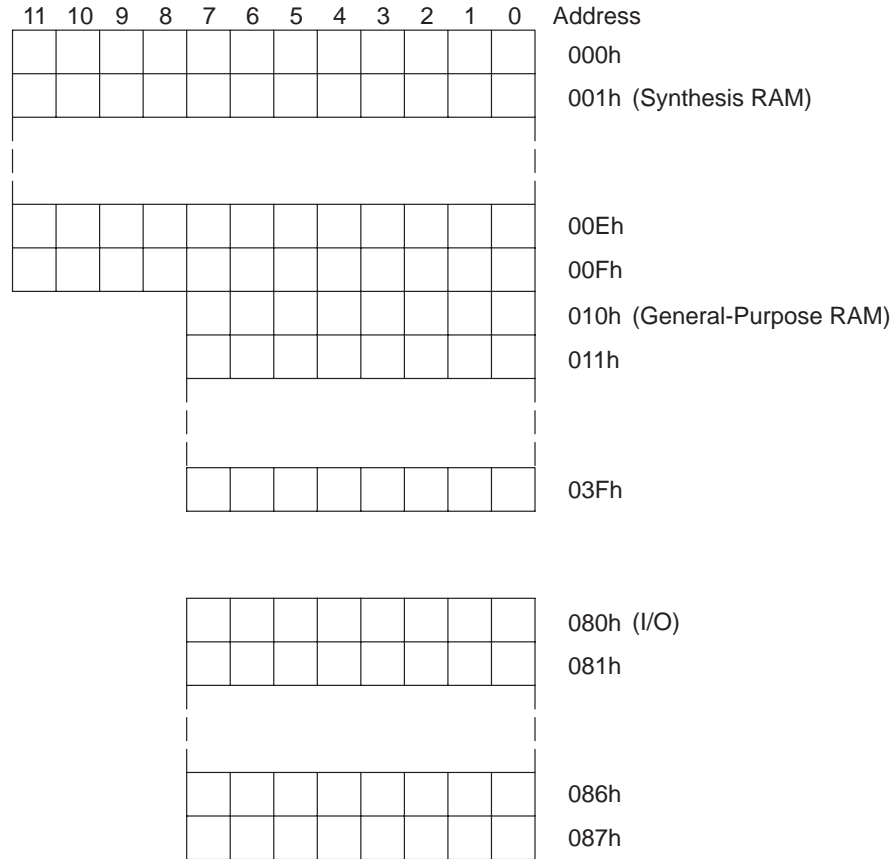 11 10 9 8 7 6 5 4 3 2 1 0 Address
000h
001h (Synthesis RAM)
00Eh
00Fh
010h (General-Purpose RAM)
011h
03Fh
080h (I/O)
081h
086h
087h